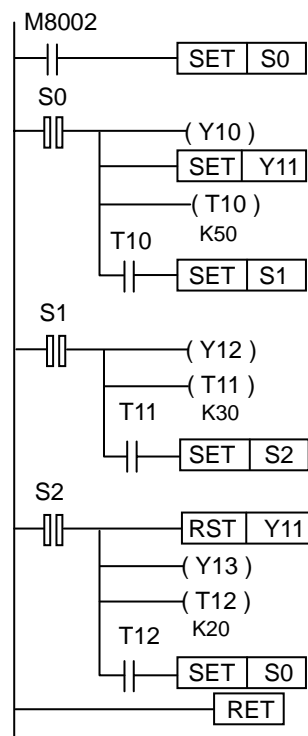 M8002
SET S0
S0
( Y10 )
SET Y11
( T10 )
T10
K50
SET S1
S1
( Y12 )
( T11 )
T11
K30
SET S2
S2
RST Y11
( Y13 )
( T12 )
T12
K20
SET S0
RET